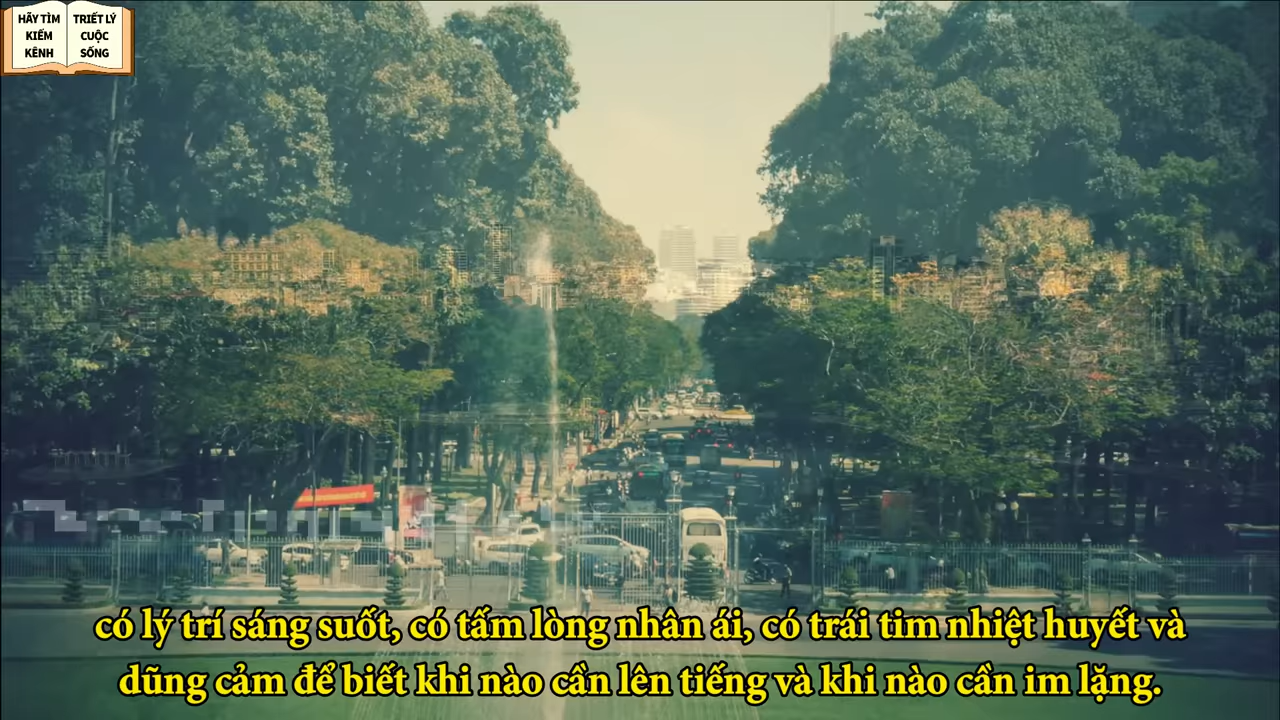 HÃY TÌM
KIẾM
KÊNH
TRIẾT LÝ
CUỘC
SỐNG
có lý trí sáng suốt, có tấm lòng nhân ái, có trái tim nhiệt huyết và
dũng cảm để biết khi nào cần lên tiếng và khi nào cần im lặng.